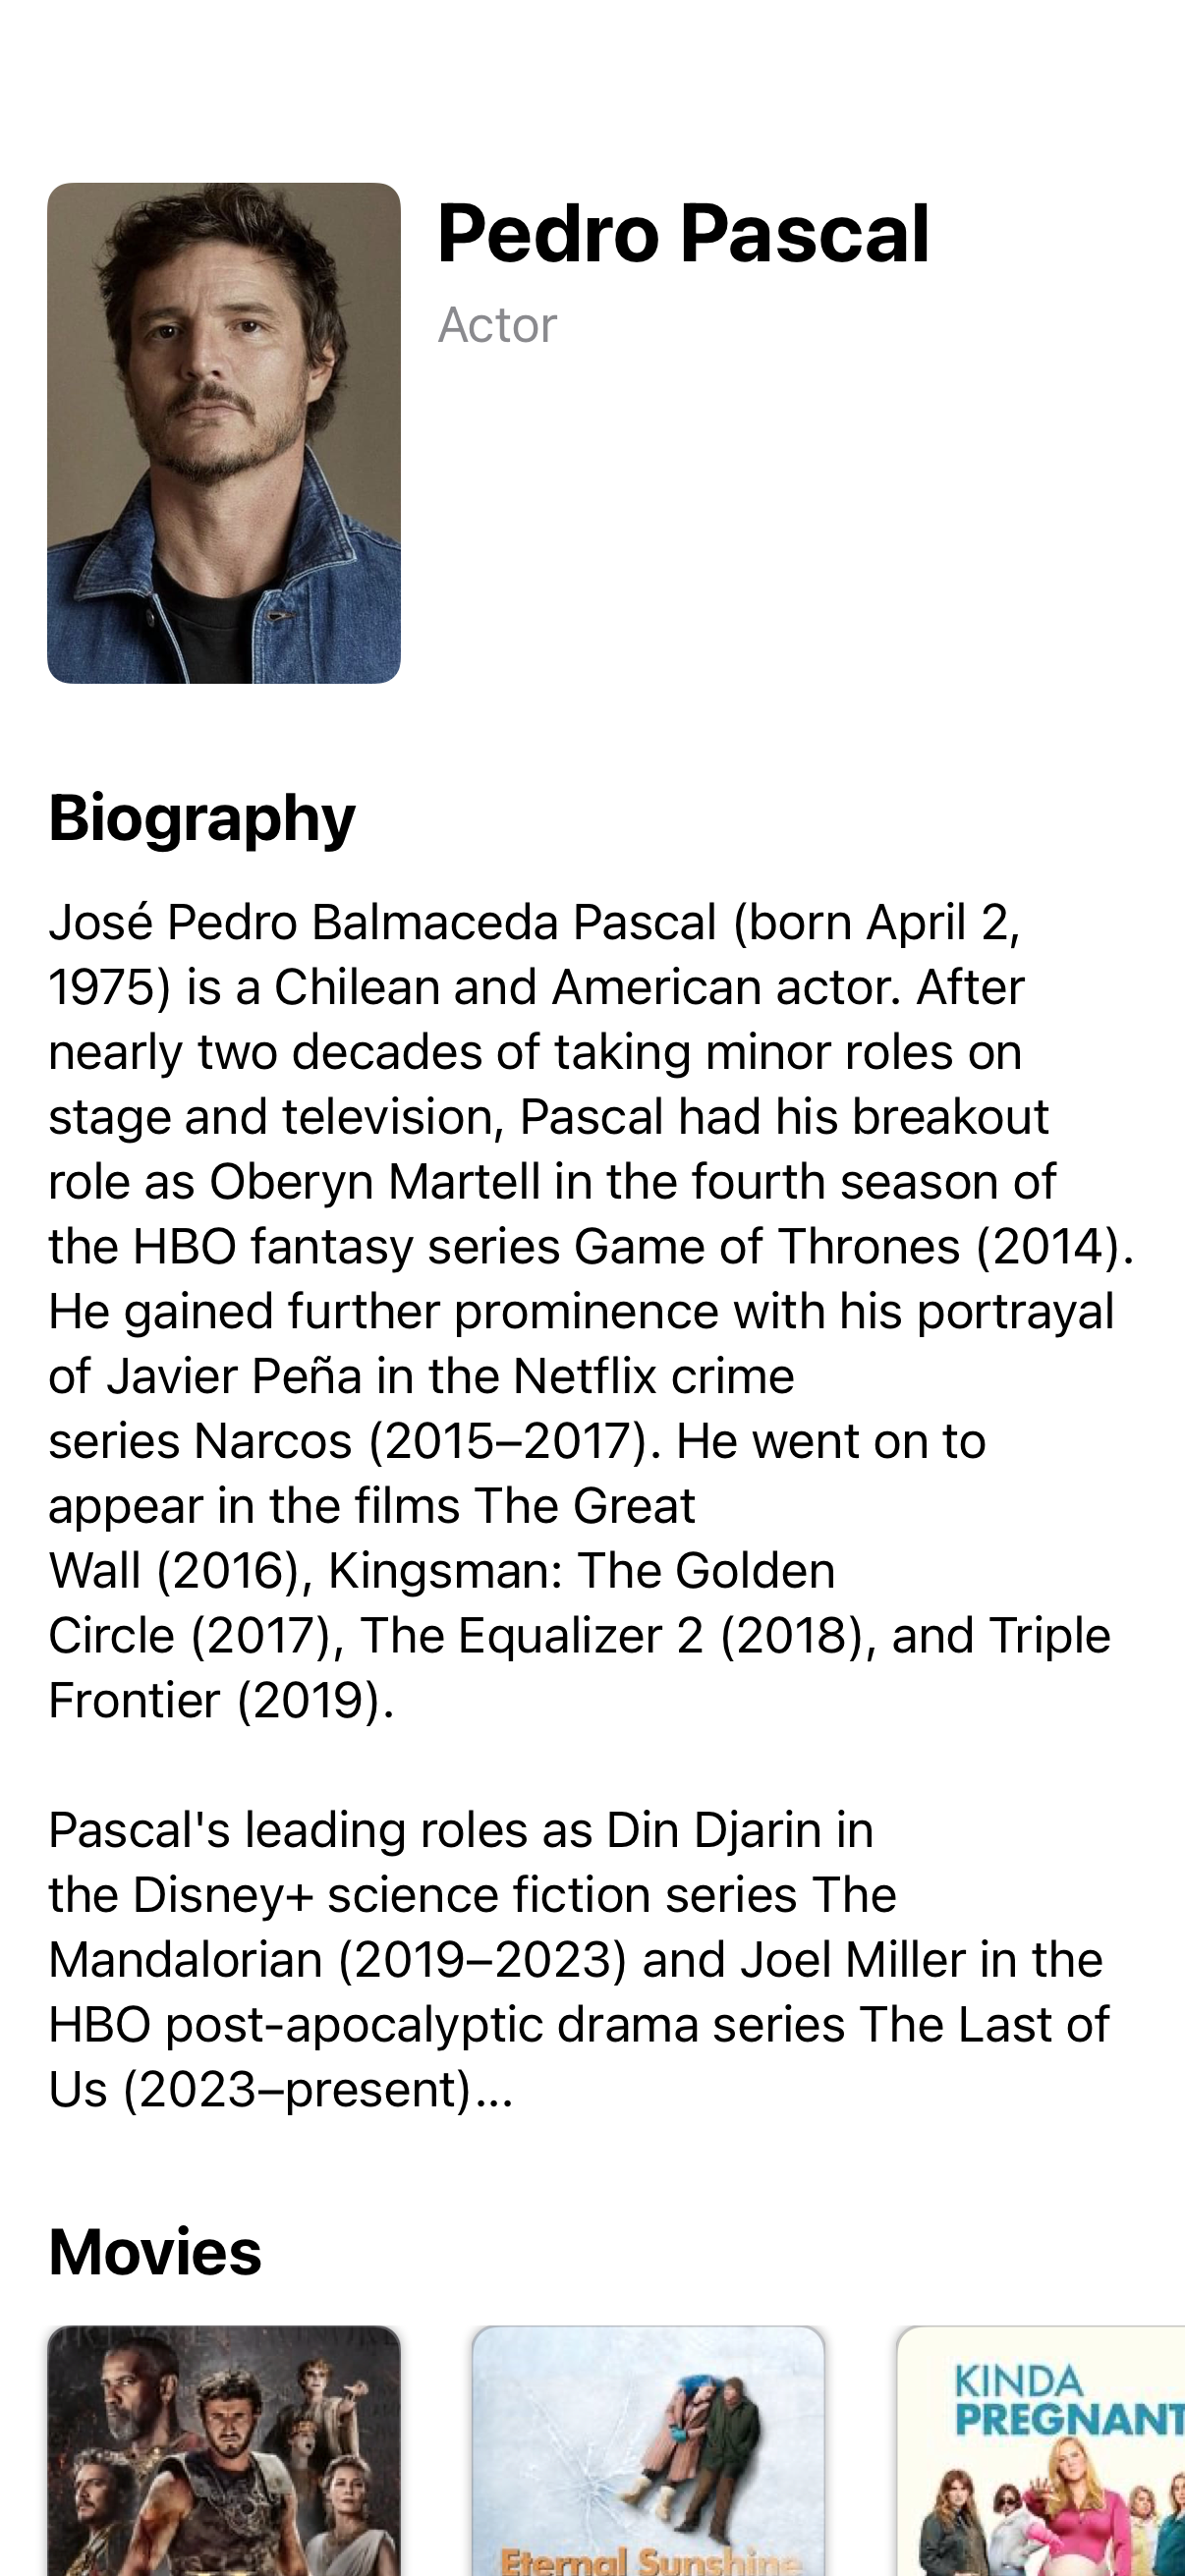 Pedro Pascal
Actor
Biography
José Pedro Balmaceda Pascal (born April 2,
1975) is a Chilean and American actor. After
nearly two decades of taking minor roles on
stage and television, Pascal had his breakout
role as Oberyn Martell in the fourth season of
the HBO fantasy series Game of Thrones (2014).
He gained further prominence with his portrayal
of Javier Peña in the Netflix crime
series Narcos (2015–2017). He went on to
appear in the films The Great
Wall (2016), Kingsman: The Golden
Circle (2017), The Equalizer 2 (2018), and Triple
Frontier (2019).
Pascal's leading roles as Din Djarin in
the Disney+ science fiction series The
Mandalorian (2019–2023) and Joel Miller in the
HBO post-apocalyptic drama series The Last of
Us (2023–present)...
Movies
KINDA
PREGNANT
Eternal Sunshine